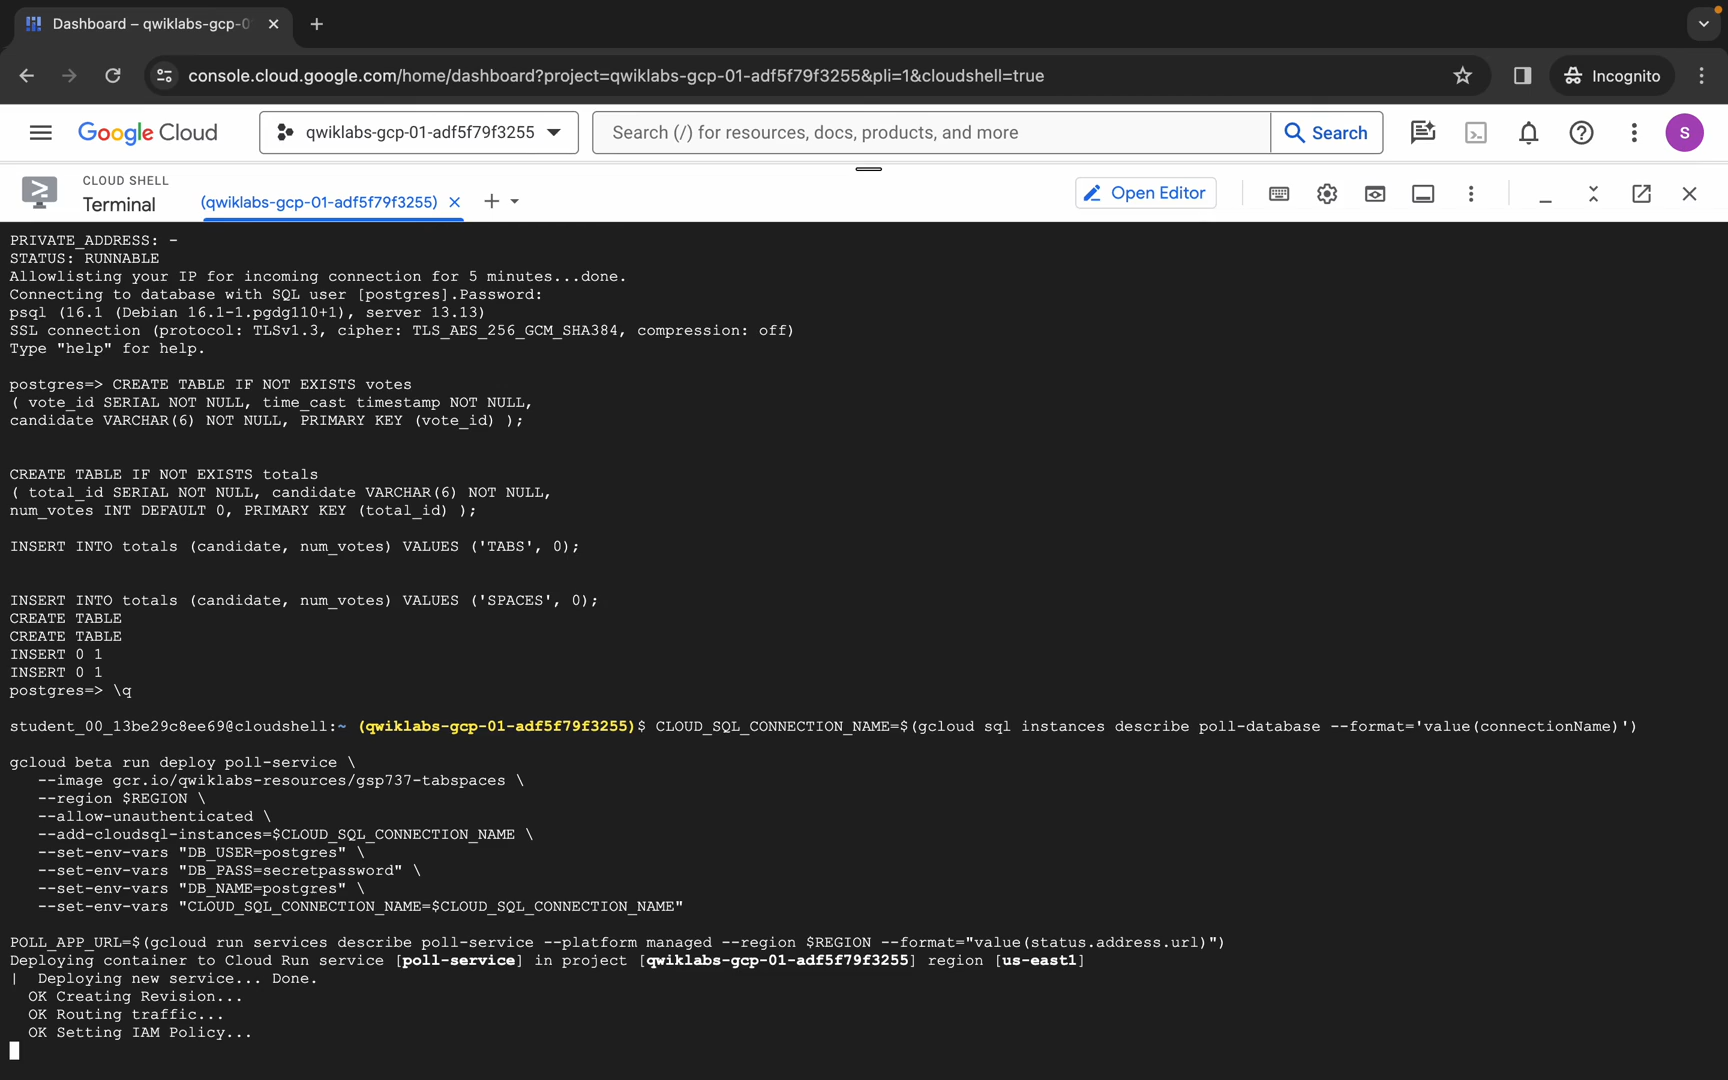 Dashboard – qwiklabs-gcp-0
console.cloud.google.com/home/dashboard?project=qwiklabs-gcp-01-adf5f79f3255&pli=1&cloudshell=true
Incognito
Google Cloud
qwiklabs-gcp-01-adf5f79f3255
Search (/) for resources, docs, products, and more
Search
S
CLOUD SHELL
Terminal
(qwiklabs-gcp-01-adf5f79f3255)
Open Editor
PRIVATE_ADDRESS: -
STATUS: RUNNABLE
Allowlisting your IP for incoming connection for 5 minutes...done.
Connecting to database with SQL user [postgres].Password:
psql (16.1 (Debian 16.1-1.pgdg110+1), server 13.13)
SSL connection (protocol: TLSv1.3, cipher: TLS_AES_256_GCM_SHA384, compression: off)
Type "help" for help.
postgres=> CREATE TABLE IF NOT EXISTS votes
( vote_id SERIAL NOT NULL, time_cast timestamp NOT NULL,
candidate VARCHAR(6) NOT NULL, PRIMARY KEY (vote_id) );
CREATE TABLE IF NOT EXISTS totals
( total_id SERIAL NOT NULL, candidate VARCHAR(6) NOT NULL,
num_votes INT DEFAULT 0, PRIMARY KEY (total_id) );
INSERT INTO totals (candidate, num_votes) VALUES ('TABS', 0);
INSERT INTO totals (candidate, num_votes) VALUES ('SPACES', 0);
CREATE TABLE
CREATE TABLE
INSERT 0 1
INSERT 0 1
postgres=> \q
student_00_13be29c8ee69@cloudshell:~ (qwiklabs-gcp-01-adf5f79f3255)$ CLOUD_SQL_CONNECTION_NAME=$(gcloud sql instances describe poll-database --format='value(connectionName)')
gcloud beta run deploy poll-service \
--image gcr.io/qwiklabs-resources/gsp737-tabspaces \
--region $REGION \
--allow-unauthenticated \
--add-cloudsql-instances=$CLOUD_SQL_CONNECTION_NAME \
--set-env-vars "DB_USER=postgres" \
--set-env-vars "DB_PASS=secretpassword" \
--set-env-vars "DB_NAME=postgres" \
--set-env-vars "CLOUD_SQL_CONNECTION_NAME=$CLOUD_SQL_CONNECTION_NAME"
POLL_APP_URL=$(gcloud run services describe poll-service --platform managed --region $REGION --format="value(status.address.url)")
Deploying container to Cloud Run service [poll-service] in project [qwiklabs-gcp-01-adf5f79f3255] region [us-east1]
| Deploying new service... Done.
OK Creating Revision...
OK Routing traffic...
OK Setting IAM Policy...